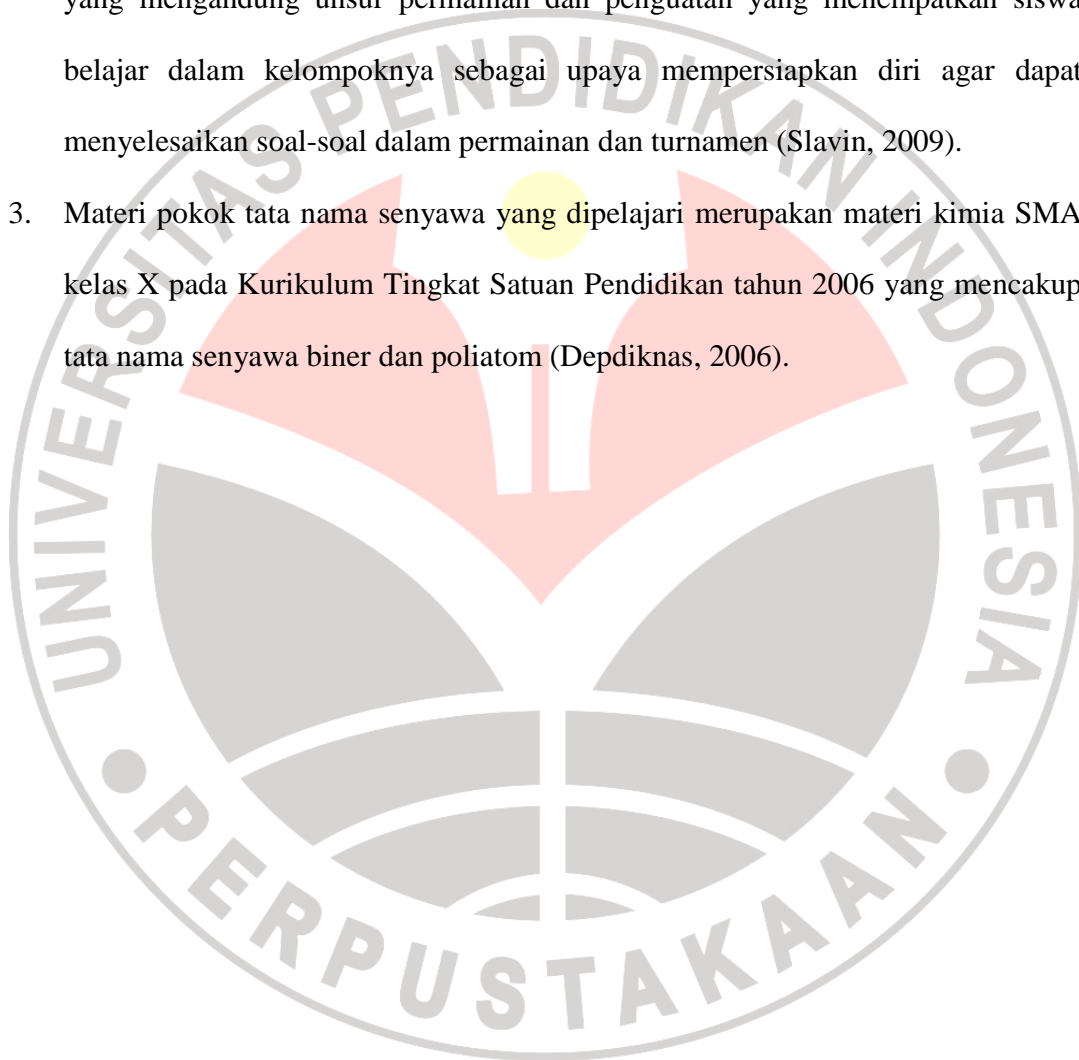 yang mengandung unsur permainan dan penguatan yang menempatkan siswa
belajar dalam kelompoknya sebagai upaya mempersiapkan diri agar dapat
menyelesaikan soal-soal dalam permainan dan turnamen (Slavin, 2009).
3. Materi pokok tata nama senyawa yang dipelajari merupakan materi kimia SMA
kelas X pada Kurikulum Tingkat Satuan Pendidikan tahun 2006 yang mencakup
tata nama senyawa biner dan poliatom (Depdiknas, 2006).
UNIVERSITAS PENDIDIKAN INDONESIA
PERPUSTAKAAN